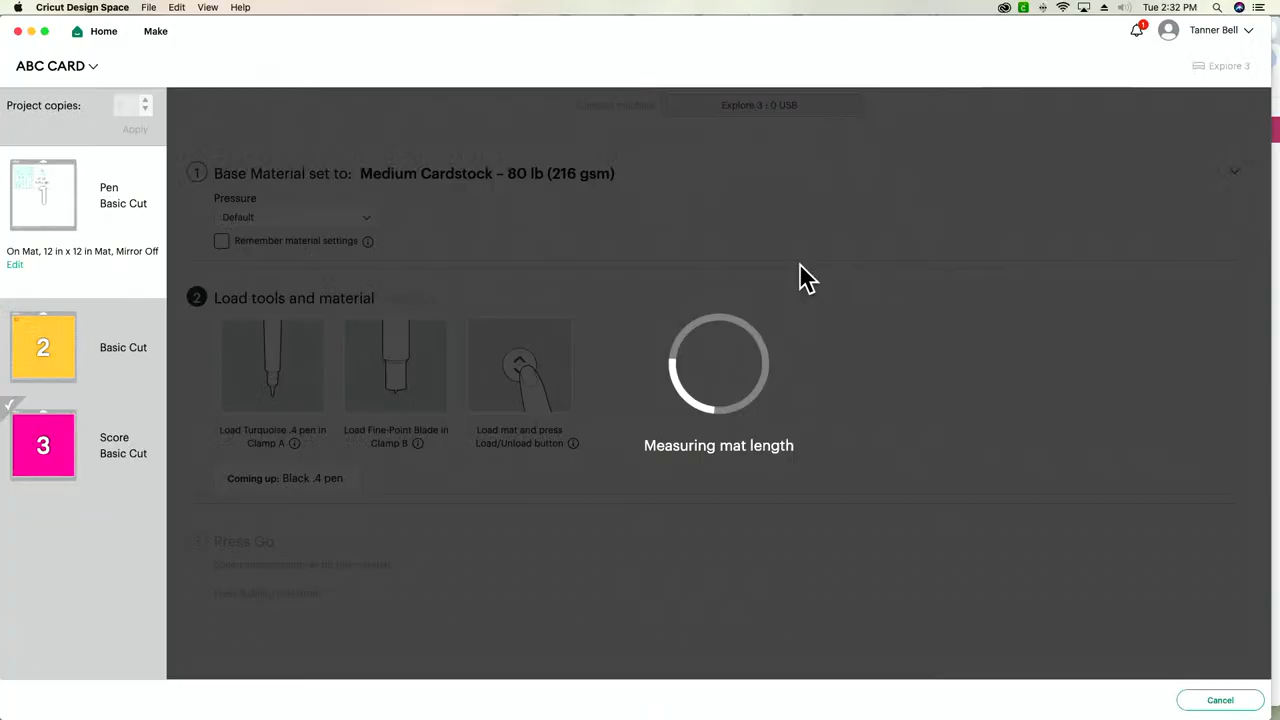 Cricut Design Space File Edit View Help Tue 2:32 PM
Home Make 1 Tanner Bell
ABC CARD Explore 3
Project copies:
Apply
Pen
Basic Cut
On Mat, 12 in x 12 in Mat, Mirror Off
Edit
2 Basic Cut
3 Score
Basic Cut
Explore 3 : 0 USB
1 Base Material set to: Medium Cardstock – 80 lb (216 gsm)
Pressure
Default
Remember material settings
2 Load tools and material
Load Turquoise .4 pen in
Clamp A
Load Fine-Point Blade in
Clamp B
Load mat and press
Load/Unload button
Coming up: Black .4 pen
Measuring mat length
Press Go
Cancel